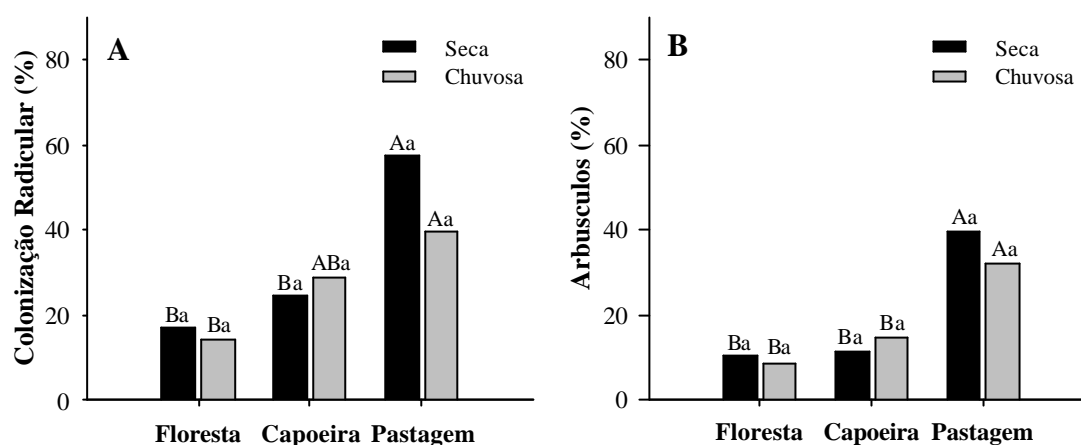 A
Seca
Chuvosa
Colonização Radicular (%)
80
60
40
20
0
Ba
Ba
Ba
ABa
Aa
Aa
Floresta Capoeira Pastagem
B
Seca
Chuvosa
Arbusculos (%)
80
60
40
20
0
Ba
Ba
Ba
Ba
Aa
Aa
Floresta Capoeira Pastagem